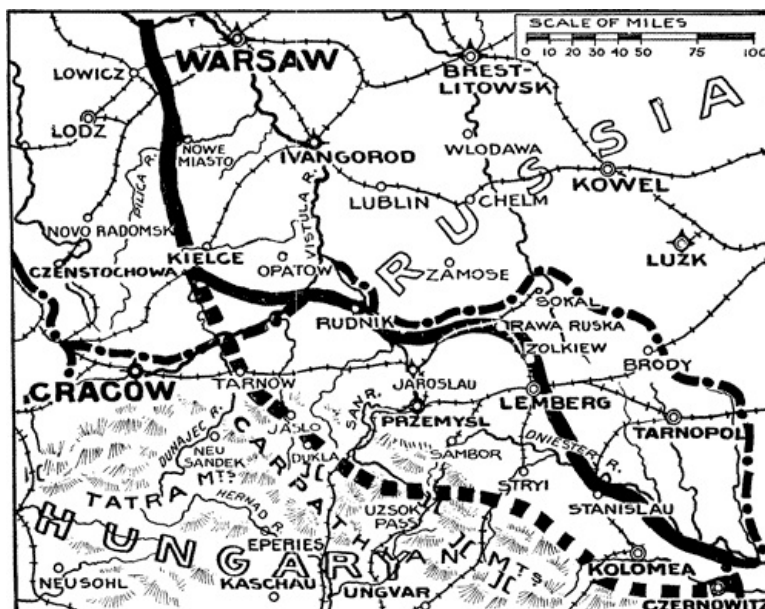 SCALE OF MILES
0 10 20 30 40 50 75 100
WARSAW
LOWICZ
BREST-
LITOWSK
RUSSIA
LODZ
NOWE
MIASTO
IVANGOROD
WLODAWA
PILICA R.
VISTULA R.
KOWEL
LUBLIN
CHELM
NOVO RADOMSK
KIELCE
OPATOW
ZAMOSE
LUZK
CZENSTOCHOWA
SOKAL
RUDNIK
RAWA RUSKA
ZOLKIEW
BRODY
CRACOW
TARNOW
JAROSLAU
LEMBERG
PRZEMYSL
SAN R.
TARNOPOL
DUNAJEC R.
JASLO
DUKLA
NEU
SANDEK
SAMBOR
DNIESTER R.
STRYI
STANISLAU
TATRA MTS.
CARPATHIAN MTS
HERNAD R.
UZSOK
PASS
HUNGARY
EPERIES
NEUSOHL
KASCHAU
UNGVAR
KOLOMEA
CZERNOWITZ